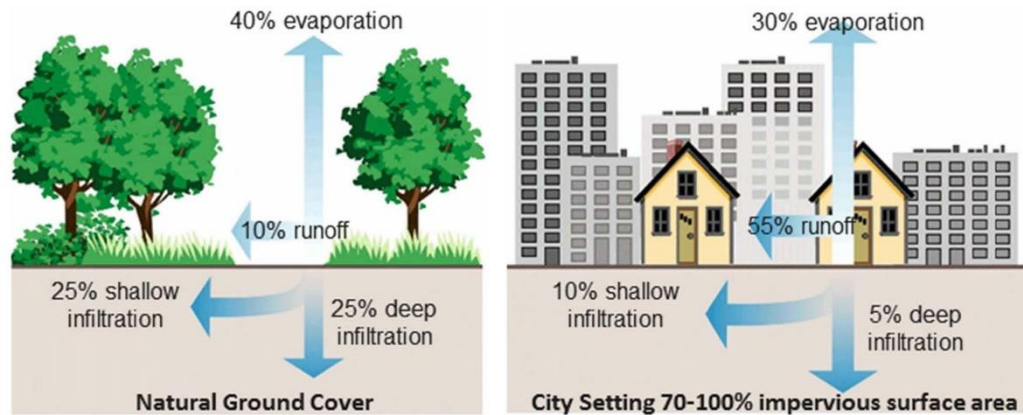 40% evaporation
10% runoff
25% shallow
infiltration
25% deep
infiltration
Natural Ground Cover
30% evaporation
55% runoff
10% shallow
infiltration
5% deep
infiltration
City Setting 70-100% impervious surface area